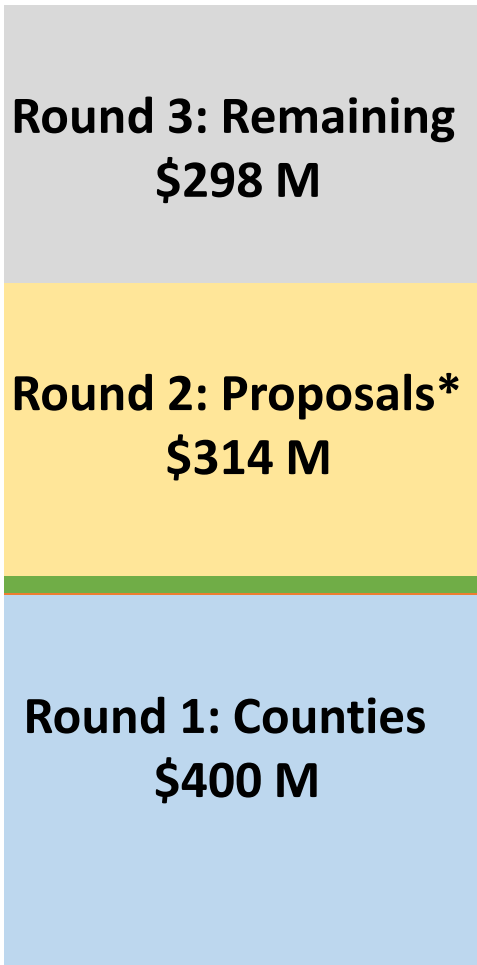 Round 3: Remaining
$298 M
Round 2: Proposals*
$314 M
Round 1: Counties
$400 M